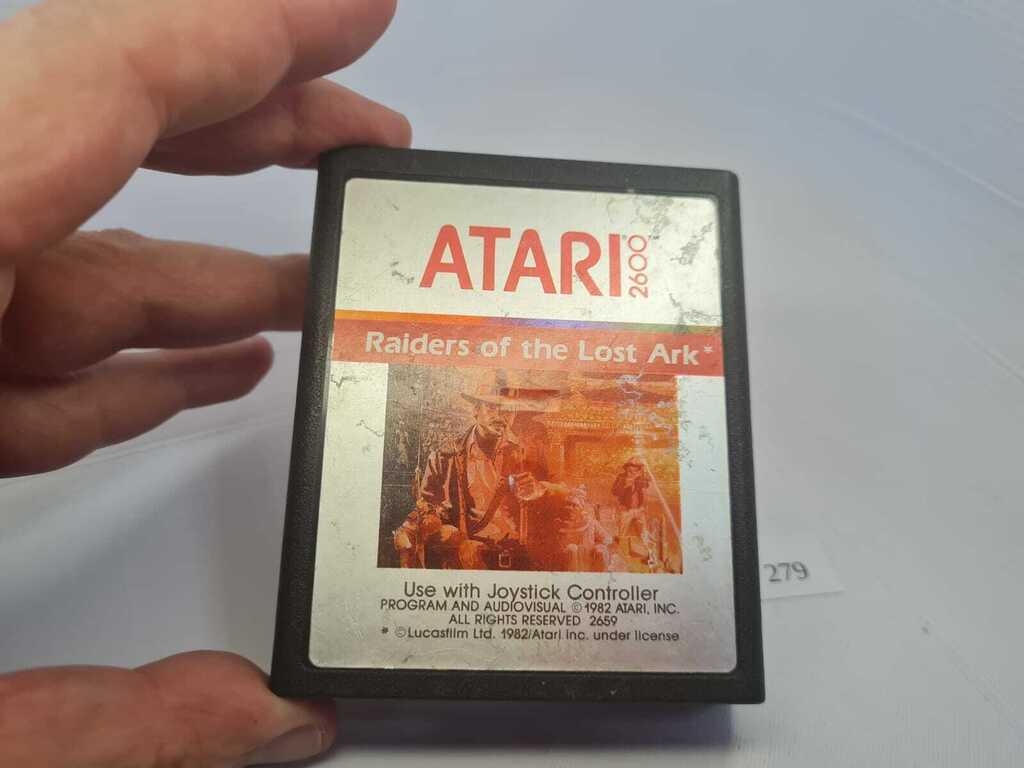 ATARI 2600™
Raiders of the Lost Ark*
Use with Joystick Controller
PROGRAM AND AUDIOVISUAL © 1982 ATARI, INC.
ALL RIGHTS RESERVED 2659
* ©Lucasfilm Ltd. 1982/Atari Inc. under license
279